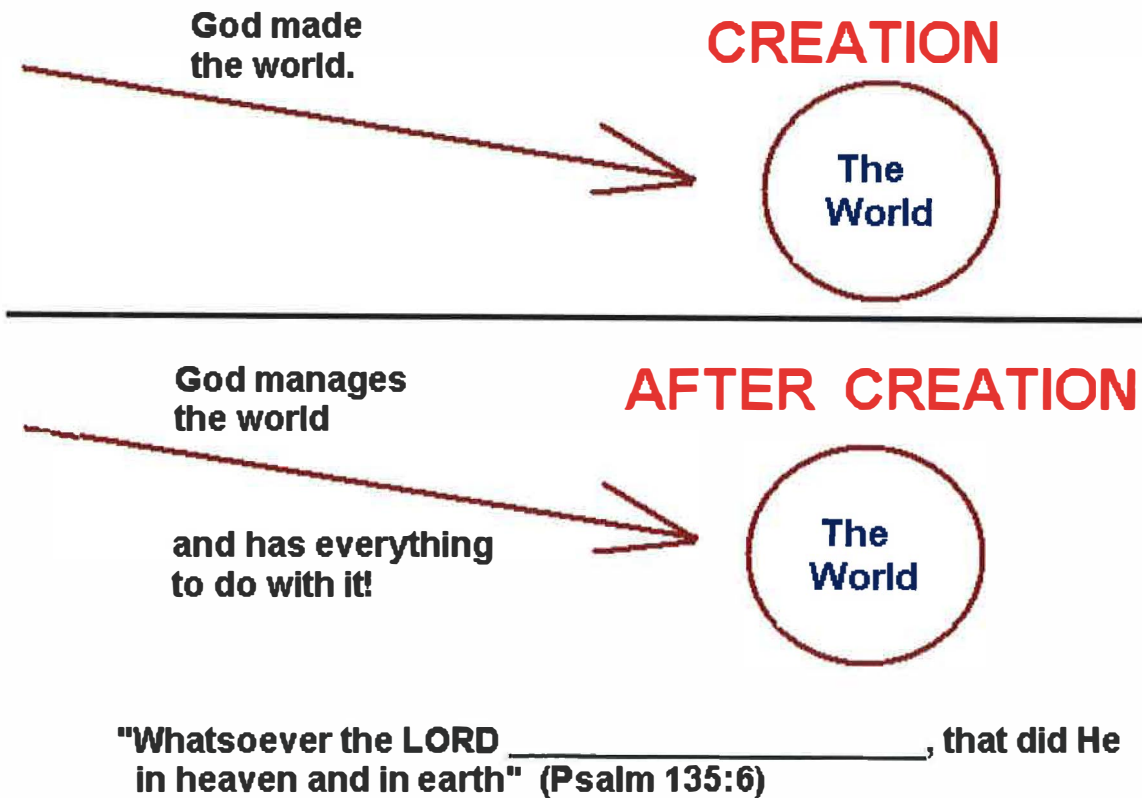 God made
the world.
CREATION
The
World
God manages
the world
AFTER CREATION
and has everything
to do with it!
The
World
"Whatsoever the LORD ____________________, that did He
in heaven and in earth" (Psalm 135:6)